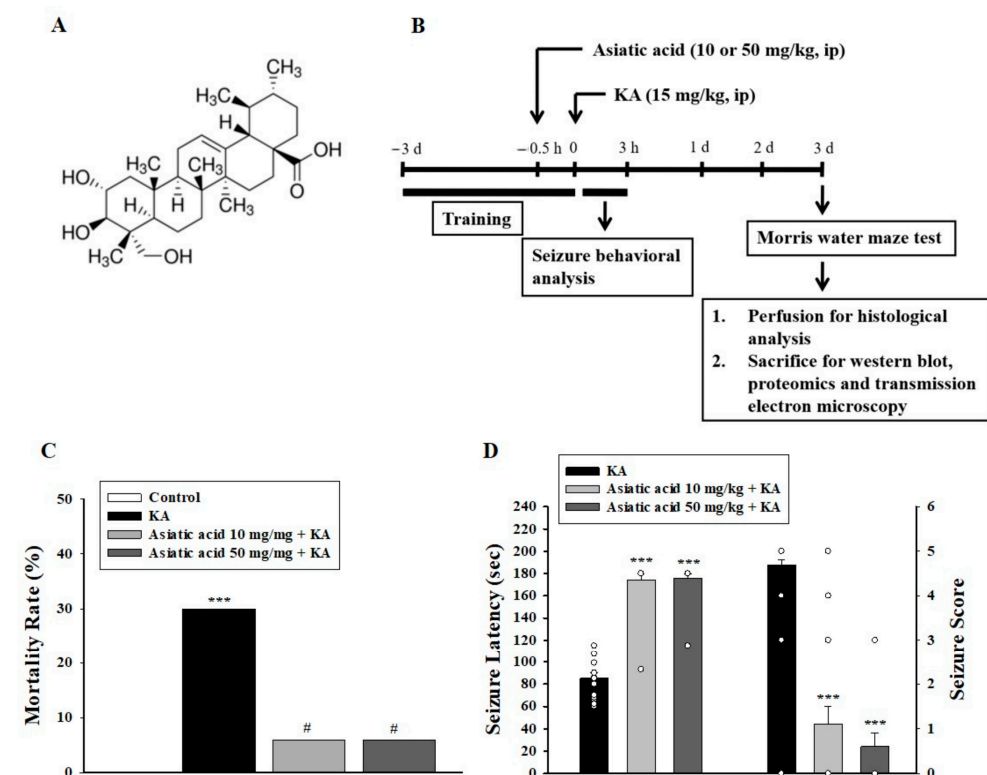 A
CH3
H3C
H
OH
O
H3C
CH3
HO
H
H
CH3
HO
H3C
OH
B
Asiatic acid (10 or 50 mg/kg, ip)
KA (15 mg/kg, ip)
−3 d −0.5 h 0 3 h 1 d 2 d 3 d
Training
Seizure behavioral
analysis
Morris water maze test
1. Perfusion for histological
analysis
2. Sacrifice for western blot,
proteomics and transmission
electron microscopy
C
Control
KA
Asiatic acid 10 mg/mg + KA
Asiatic acid 50 mg/mg + KA
Mortality Rate (%)
50
40
30
20
10
0
***
#
#
D
KA
Asiatic acid 10 mg/kg + KA
Asiatic acid 50 mg/kg + KA
Seizure Latency (sec)
240
220
200
180
160
140
120
100
80
60
40
20
0
***
***
***
***
6
5
4
3
2
1
0
Seizure Score